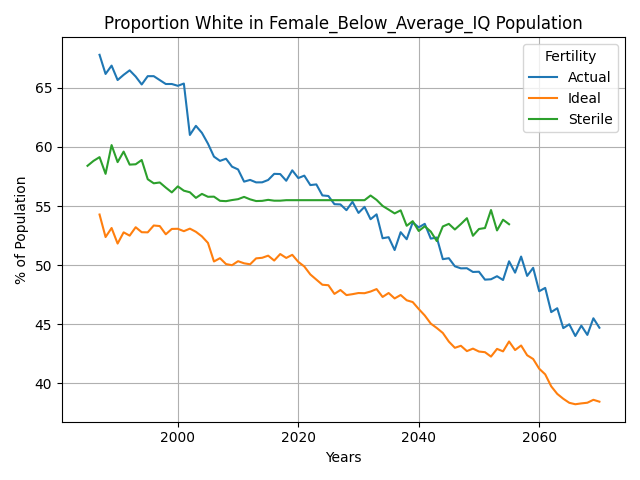 Proportion White in Female_Below_Average_IQ Population
Fertility
Actual
Ideal
Sterile
% of Population
65
60
55
50
45
40
2000
2020
2040
2060
Years